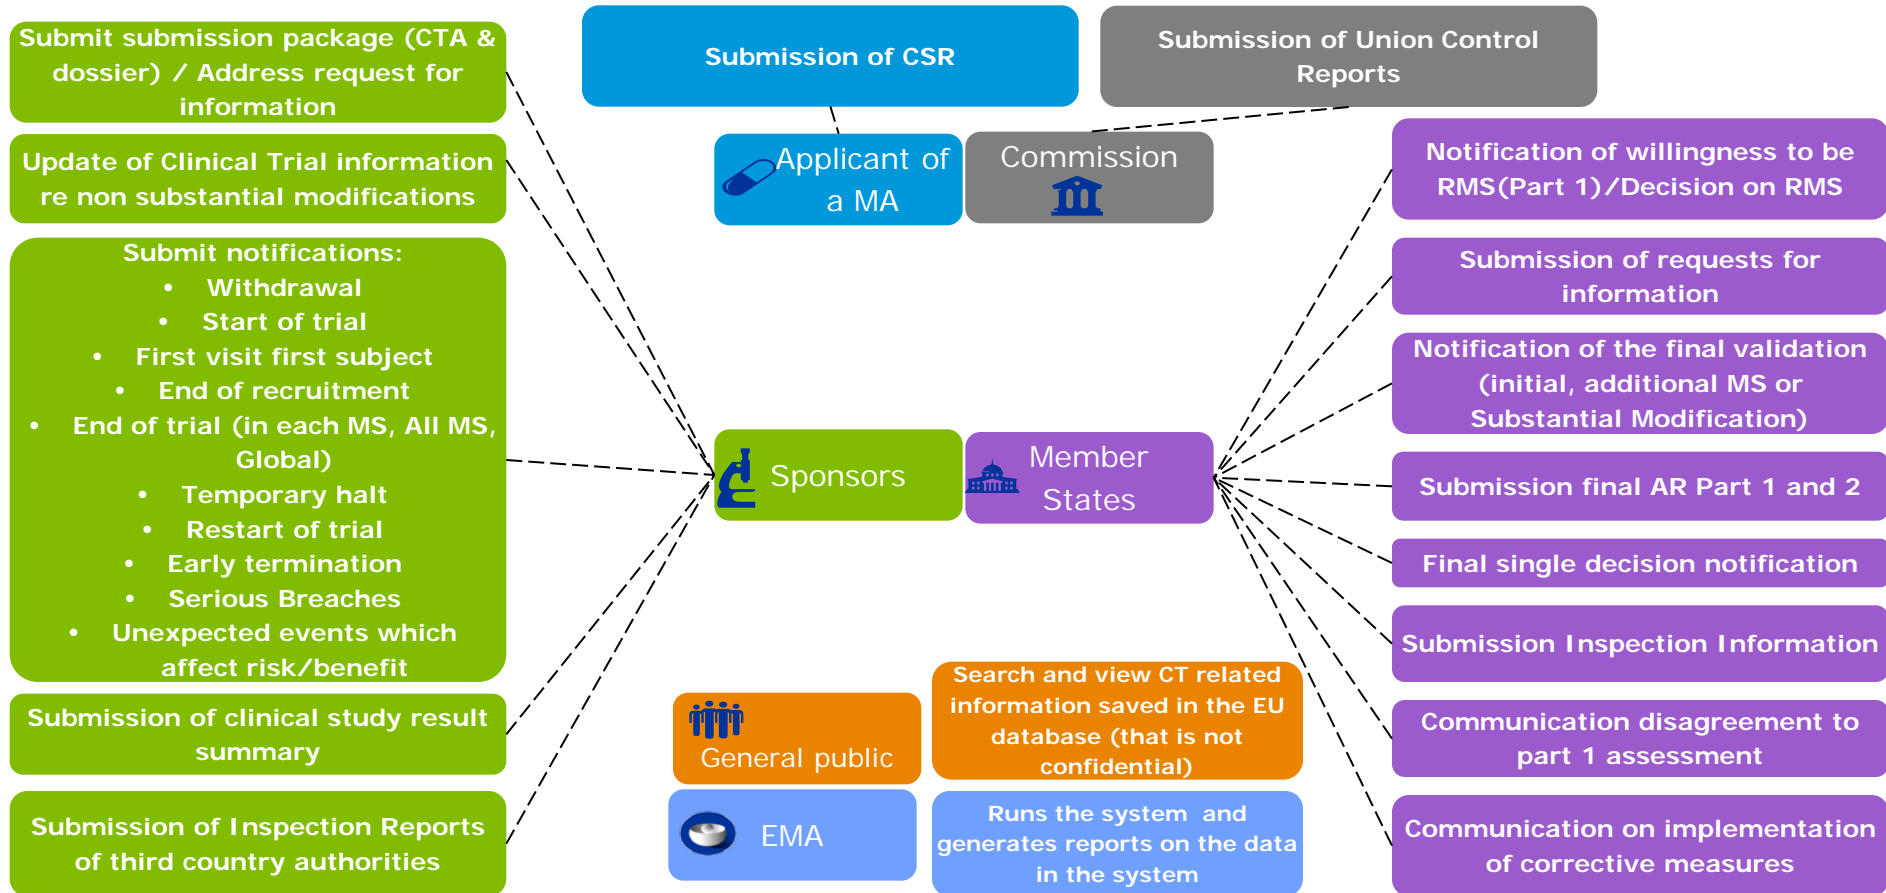 Submit submission package (CTA &
dossier) / Address request for
information
Update of Clinical Trial information
re non substantial modifications
Submit notifications:
• Withdrawal
• Start of trial
• First visit first subject
• End of recruitment
• End of trial (in each MS, All MS,
Global)
• Temporary halt
• Restart of trial
• Early termination
• Serious Breaches
• Unexpected events which
affect risk/benefit
Submission of clinical study result
summary
Submission of Inspection Reports
of third country authorities
Submission of CSR
Submission of Union Control
Reports
Applicant of
a MA
Commission
Sponsors
Member
States
General public
Search and view CT related
information saved in the EU
database (that is not
confidential)
EMA
Runs the system and
generates reports on the data
in the system
Notification of willingness to be
RMS(Part 1)/Decision on RMS
Submission of requests for
information
Notification of the final validation
(initial, additional MS or
Substantial Modification)
Submission final AR Part 1 and 2
Final single decision notification
Submission Inspection Information
Communication disagreement to
part 1 assessment
Communication on implementation
of corrective measures